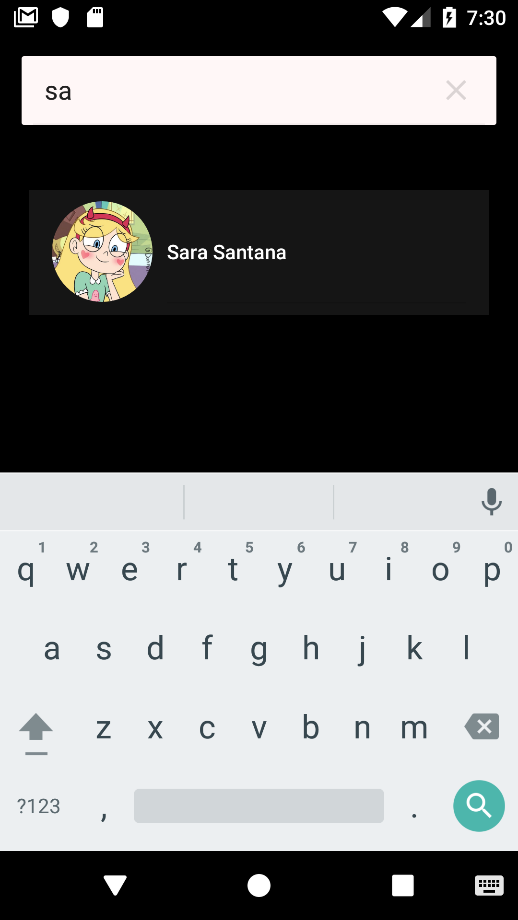 7:30
sa
Sara Santana
1 2 3 4 5 6 7 8 9 0
q w e r t y u i o p
a s d f g h j k l
z x c v b n m
?123 , .